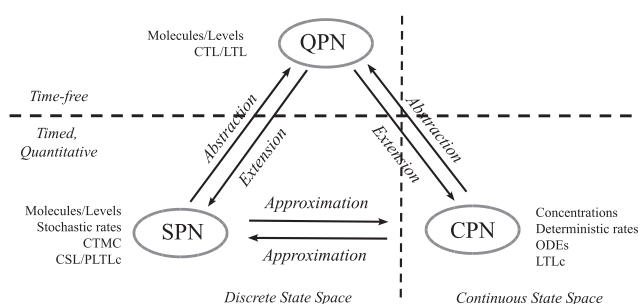 Molecules/Levels
CTL/LTL
QPN
Time-free
Timed,
Quantitative
Abstraction
Extension
Extension
Abstraction
Molecules/Levels
Stochastic rates
CTMC
CSL/PLTLc
SPN
Approximation
Approximation
CPN
Concentrations
Deterministic rates
ODEs
LTLc
Discrete State Space
Continuous State Space